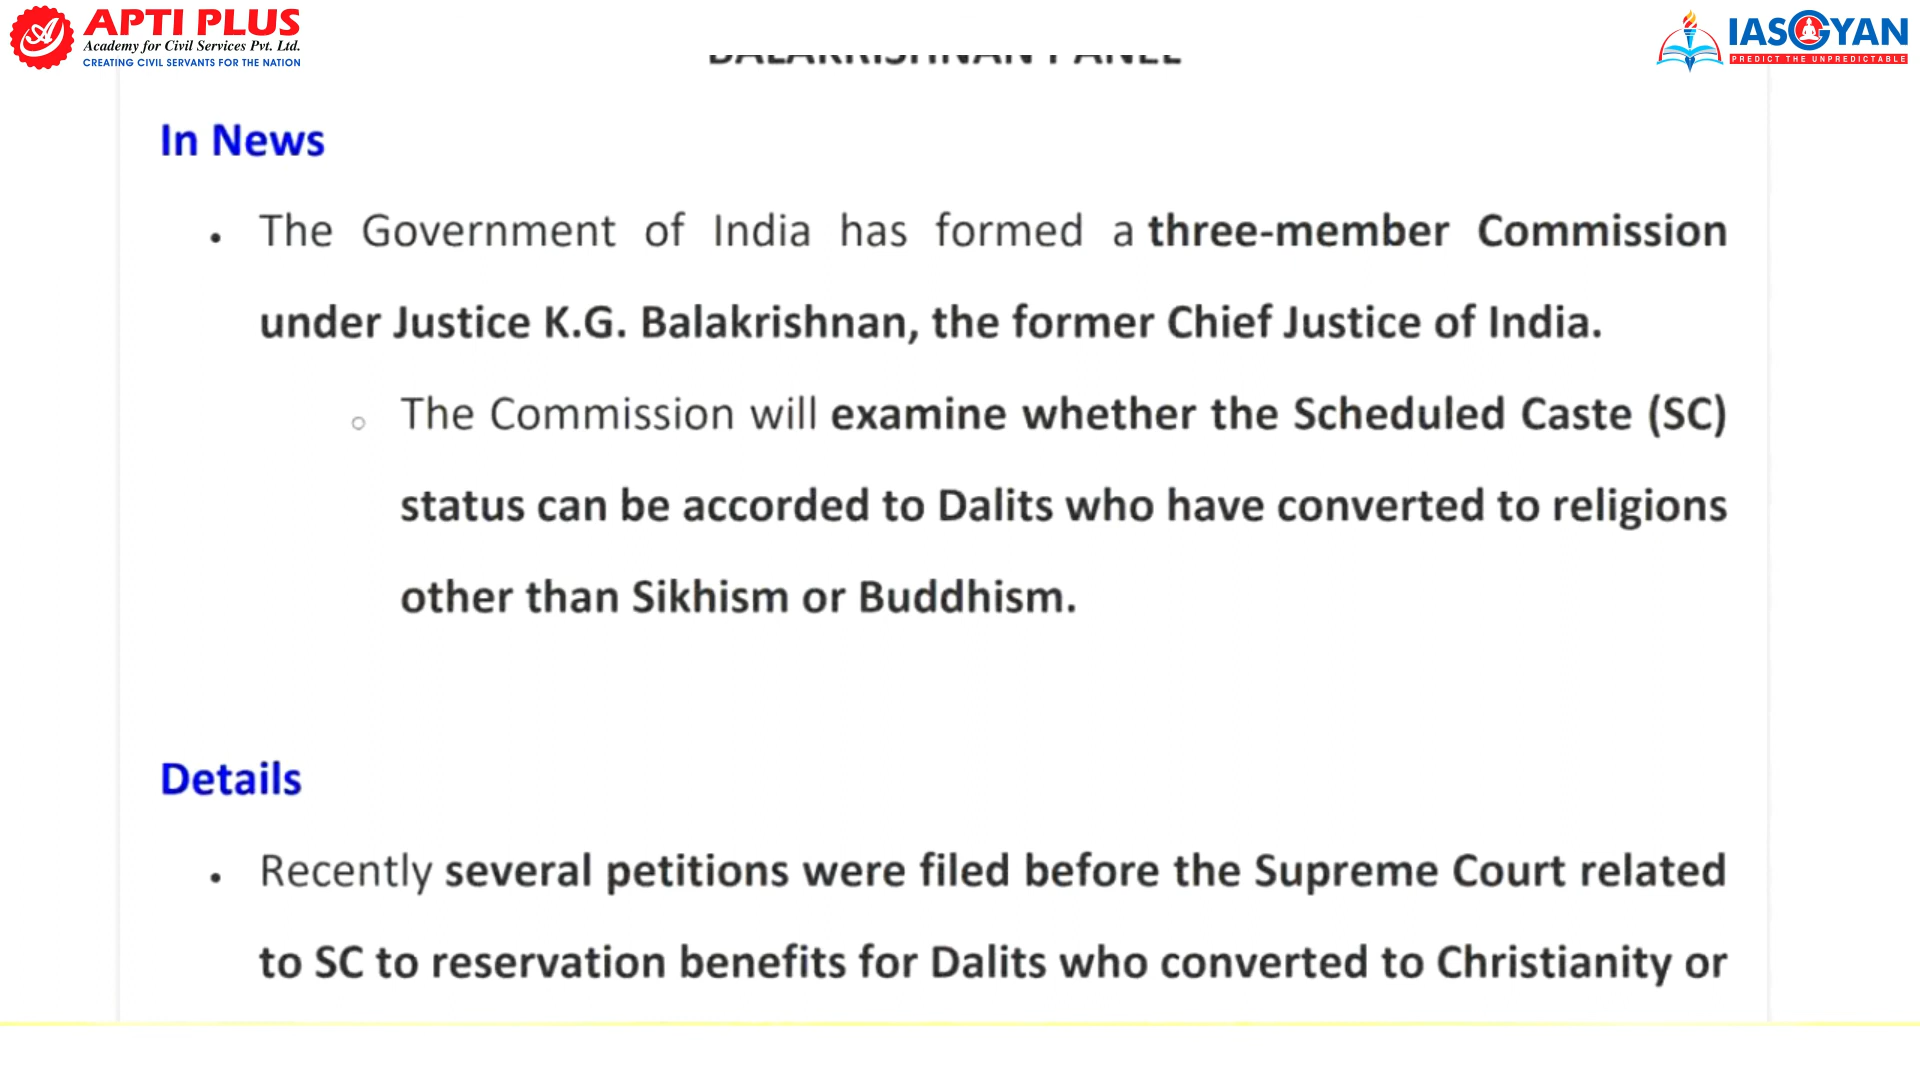 APTI PLUS
Academy for Civil Services Pvt. Ltd.
CREATING CIVIL SERVANTS FOR THE NATION
IASGYAN
PREDICT THE UNPREDICTABLE
BALAKRISHNAN PANEL
In News
• The Government of India has formed a three-member Commission
under Justice K.G. Balakrishnan, the former Chief Justice of India.
○ The Commission will examine whether the Scheduled Caste (SC)
status can be accorded to Dalits who have converted to religions
other than Sikhism or Buddhism.
Details
• Recently several petitions were filed before the Supreme Court related
to SC to reservation benefits for Dalits who converted to Christianity or